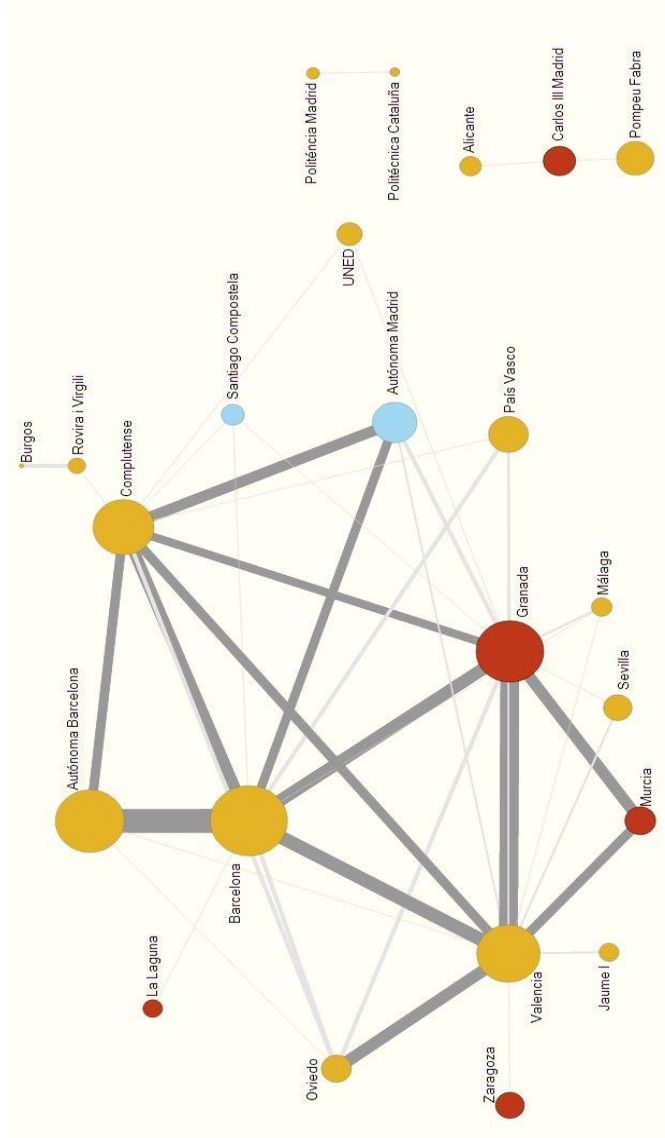 Burgos
Rovira i Virgili
Complutense
Santiago Compostela
UNED
Politéncia Madrid
Politécnica Cataluña
Alicante
Carlos III Madrid
Pompeu Fabra
Autónoma Madrid
País Vasco
Autónoma Barcelona
Barcelona
Granada
Málaga
Sevilla
Murcia
La Laguna
Oviedo
Valencia
Jaume I
Zaragoza